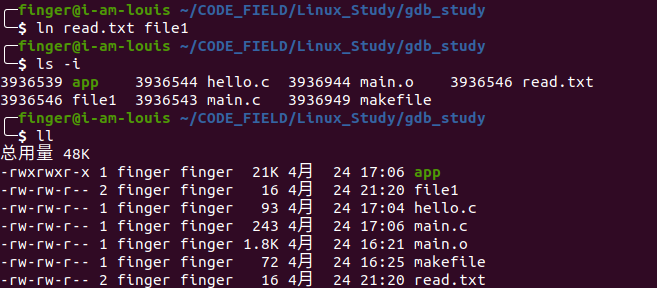 finger@i-am-louis ~/CODE_FIELD/Linux_Study/gdb_study
$ ln read.txt file1
finger@i-am-louis ~/CODE_FIELD/Linux_Study/gdb_study
$ ls -i
3936539 app 3936544 hello.c 3936944 main.o 3936546 read.txt
3936546 file1 3936543 main.c 3936949 makefile
finger@i-am-louis ~/CODE_FIELD/Linux_Study/gdb_study
$ ll
总用量 48K
-rwxrwxr-x 1 finger finger 21K 4月 24 17:06 app
-rw-rw-r-- 2 finger finger 16 4月 24 21:20 file1
-rw-rw-r-- 1 finger finger 93 4月 24 17:04 hello.c
-rw-rw-r-- 1 finger finger 243 4月 24 17:06 main.c
-rw-rw-r-- 1 finger finger 1.8K 4月 24 16:21 main.o
-rw-rw-r-- 1 finger finger 72 4月 24 16:25 makefile
-rw-rw-r-- 2 finger finger 16 4月 24 21:20 read.txt